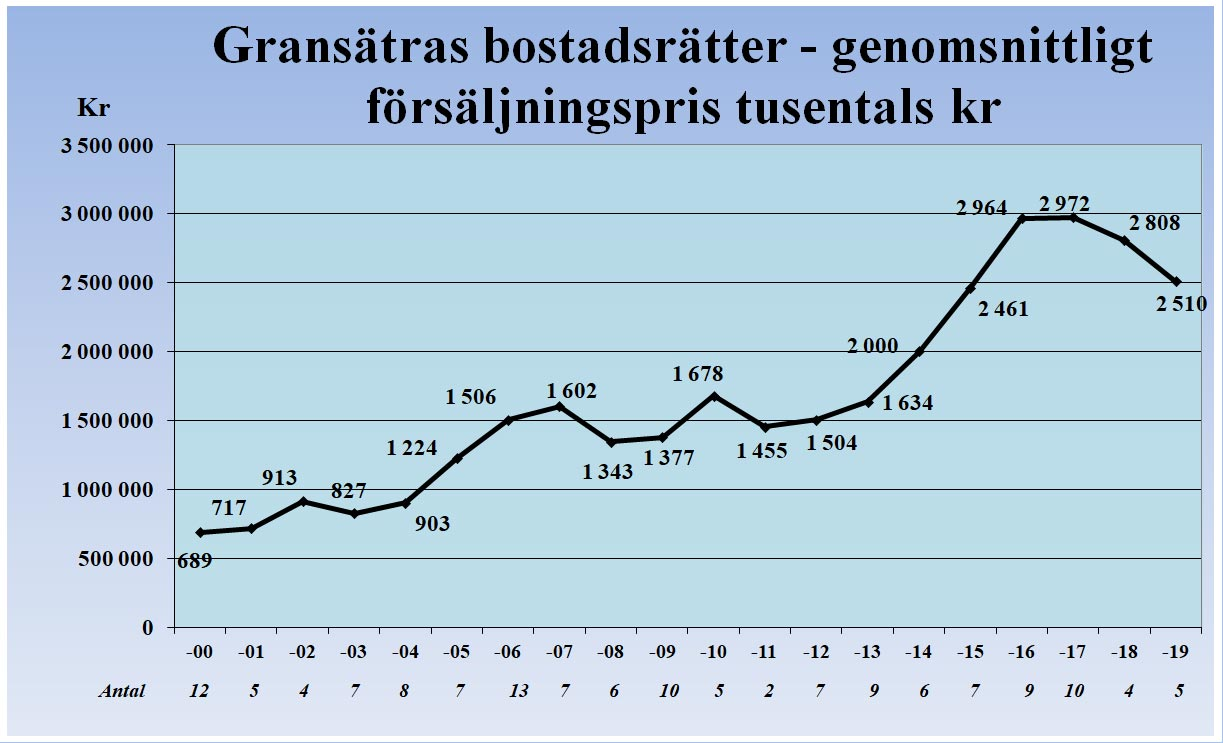 Gransätras bostadsrätter - genomsnittligt
försäljningspris tusentals kr
Kr
3 500 000
3 000 000
2 500 000
2 000 000
1 500 000
1 000 000
500 000
0
689
717
913
827
903
1 224
1 506
1 602
1 343
1 377
1 678
1 455
1 504
1 634
2 000
2 461
2 964
2 972
2 808
2 510
-00 -01 -02 -03 -04 -05 -06 -07 -08 -09 -10 -11 -12 -13 -14 -15 -16 -17 -18 -19
Antal 12 5 4 7 8 7 13 7 6 10 5 2 7 9 6 7 9 10 4 5